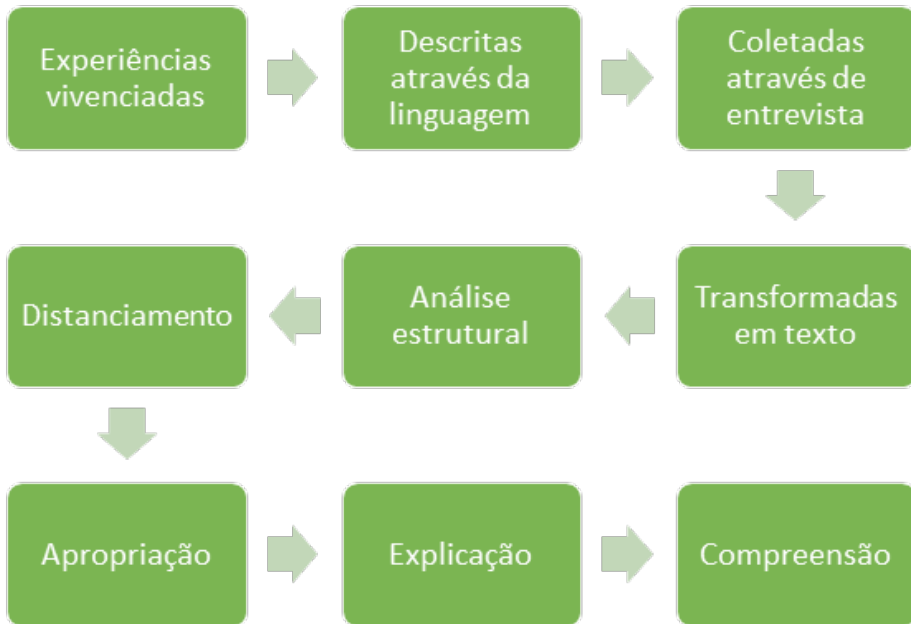 Experiências
vivenciadas
Descritas
através da
linguagem
Coletadas
através de
entrevista
Transformadas
em texto
Análise
estrutural
Distanciamento
Apropriação
Explicação
Compreensão